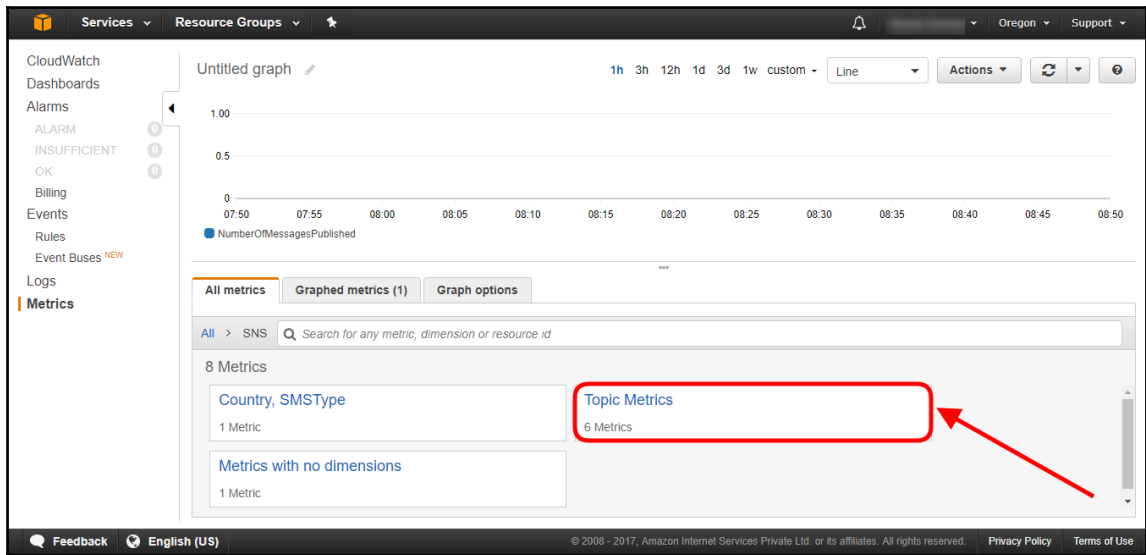 Services Resource Groups Oregon Support
CloudWatch
Dashboards
Alarms
ALARM 0
INSUFFICIENT 0
OK 0
Billing
Events
Rules
Event Buses NEW
Logs
Metrics
Untitled graph 1h 3h 12h 1d 3d 1w custom Line Actions ?
1.00
0.5
0
07:50 07:55 08:00 08:05 08:10 08:15 08:20 08:25 08:30 08:35 08:40 08:45 08:50
NumberOfMessagesPublished
All metrics Graphed metrics (1) Graph options
All > SNS Search for any metric, dimension or resource id
8 Metrics
Country, SMSType Topic Metrics
1 Metric 6 Metrics
Metrics with no dimensions
1 Metric
Feedback English (US) © 2008 - 2017, Amazon Internet Services Private Ltd. or its affiliates. All rights reserved. Privacy Policy Terms of Use